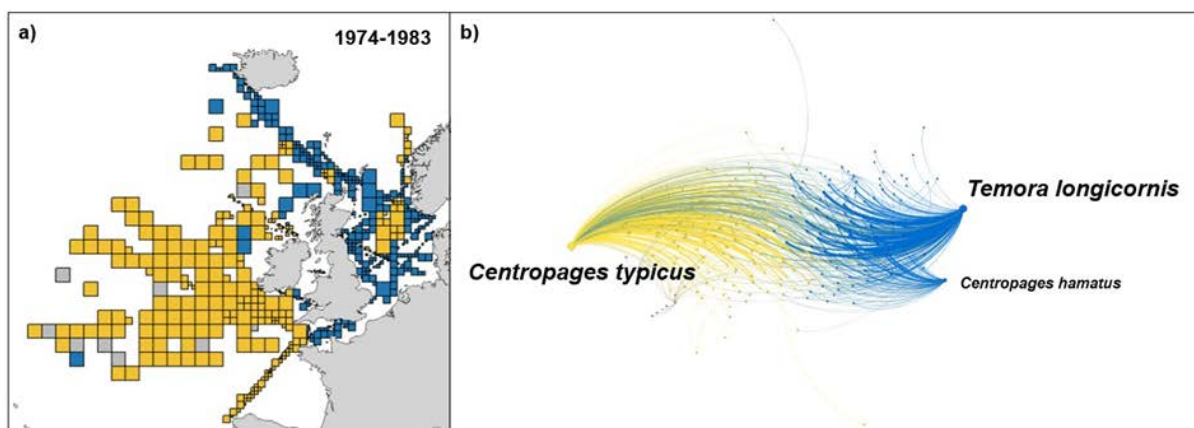 a)
1974-1983
b)
Temora longicornis
Centropages typicus
Centropages hamatus